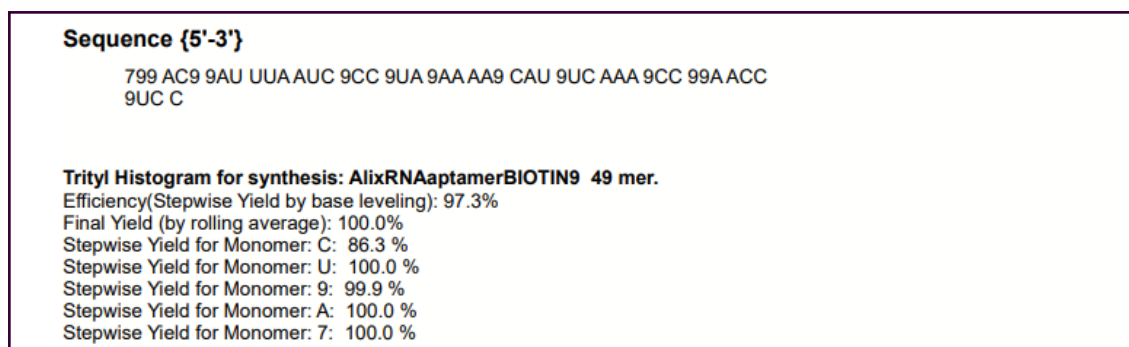 Sequence {5'-3'}
799 AC9 9AU UUA AUC 9CC 9UA 9AA AA9 CAU 9UC AAA 9CC 99A ACC
9UC C
Trityl Histogram for synthesis: AlixRNAaptamerBIOTIN9  49 mer.
Efficiency(Stepwise Yield by base leveling): 97.3%
Final Yield (by rolling average): 100.0%
Stepwise Yield for Monomer: C:  86.3 %
Stepwise Yield for Monomer: U:  100.0 %
Stepwise Yield for Monomer: 9:  99.9 %
Stepwise Yield for Monomer: A:  100.0 %
Stepwise Yield for Monomer: 7:  100.0 %